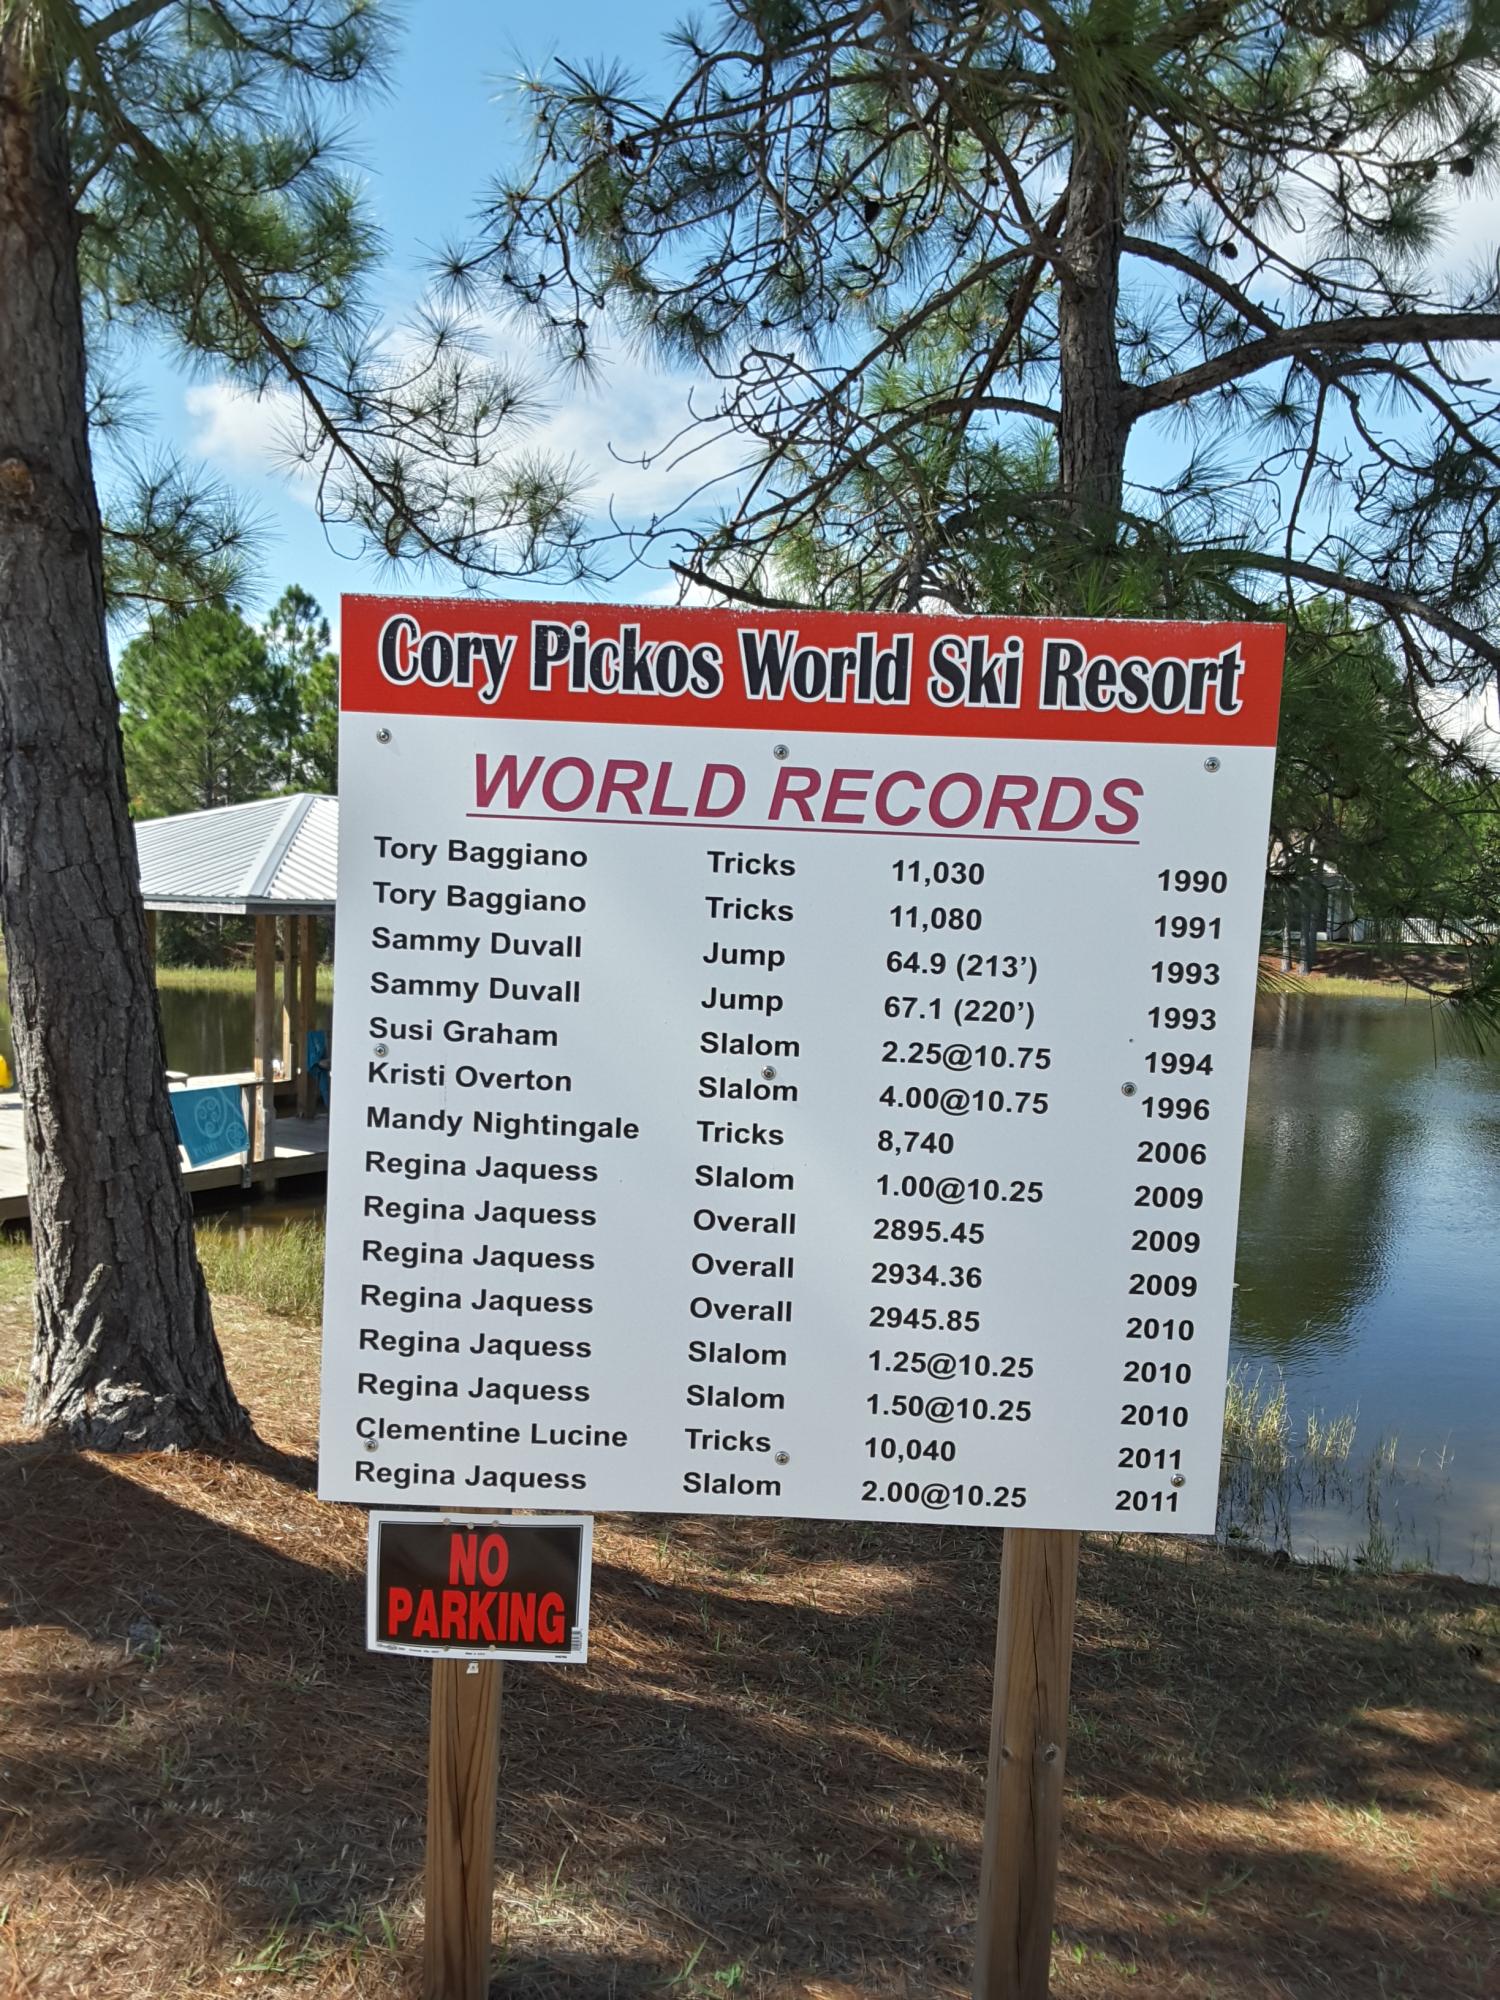 Cory Pickos World Ski Resort
WORLD RECORDS
Tory Baggiano Tricks 11,030 1990
Tory Baggiano Tricks 11,080 1991
Sammy Duvall Jump 64.9 (213’) 1993
Sammy Duvall Jump 67.1 (220’) 1993
Susi Graham Slalom 2.25@10.75 1994
Kristi Overton Slalom 4.00@10.75 1996
Mandy Nightingale Tricks 8,740 2006
Regina Jaquess Slalom 1.00@10.25 2009
Regina Jaquess Overall 2895.45 2009
Regina Jaquess Overall 2934.36 2009
Regina Jaquess Overall 2945.85 2010
Regina Jaquess Slalom 1.25@10.25 2010
Regina Jaquess Slalom 1.50@10.25 2010
Clementine Lucine Tricks 10,040 2011
Regina Jaquess Slalom 2.00@10.25 2011
NO
PARKING